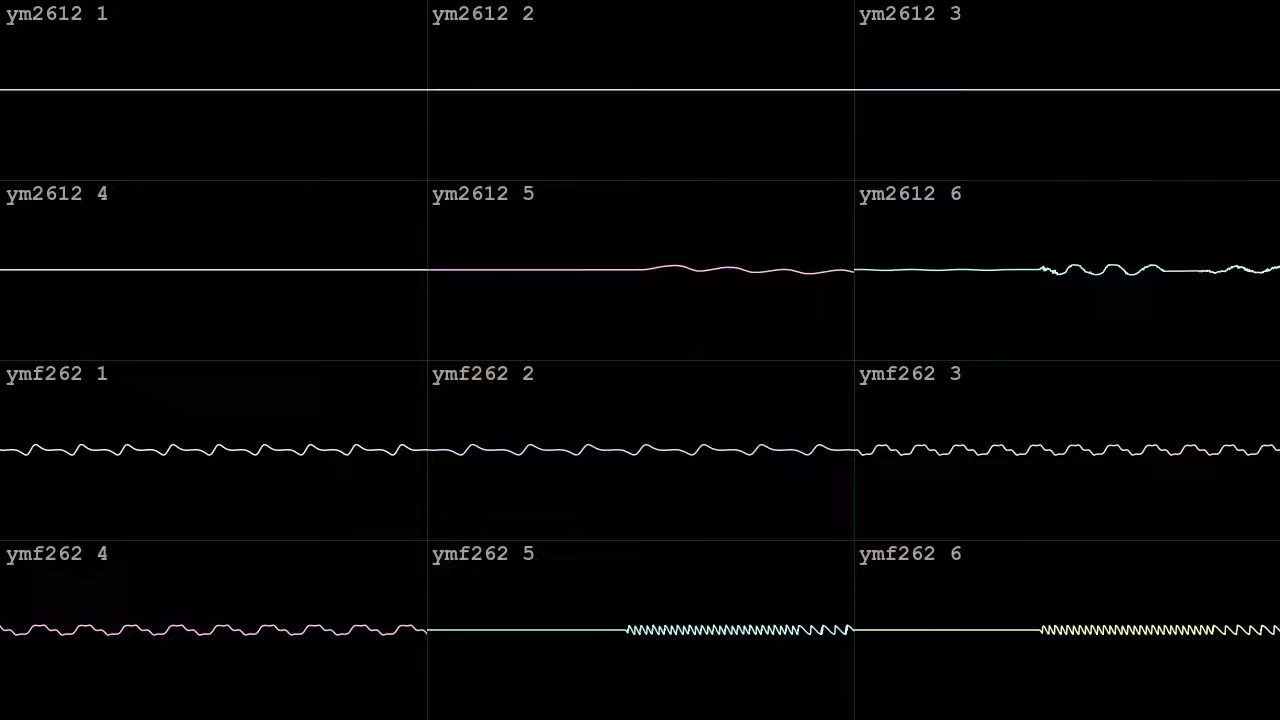 ym2612 1
ym2612 2
ym2612 3
ym2612 4
ym2612 5
ym2612 6
ymf262 1
ymf262 2
ymf262 3
ymf262 4
ymf262 5
ymf262 6